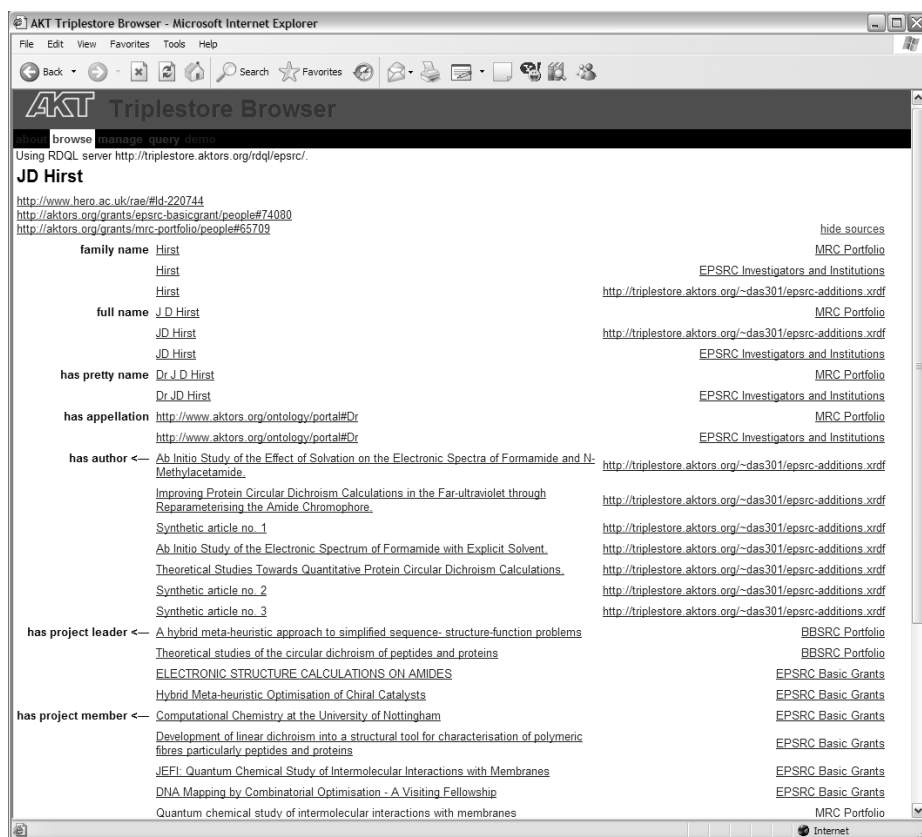 AKT Triplestore Browser - Microsoft Internet Explorer
File Edit View Favorites Tools Help
Back Search Favorites
AKT Triplestore Browser
about browse manage query demo
Using RDQL server http://triplestore.aktors.org/rdql/epsrc/.
JD Hirst
http://www.hero.ac.uk/rae/#Id-220744
http://aktors.org/grants/epsrc-basicgrant/people#74080
http://aktors.org/grants/mrc-portfolio/people#65709 hide sources
family name Hirst MRC Portfolio
Hirst EPSRC Investigators and Institutions
Hirst http://triplestore.aktors.org/~das301/epsrc-additions.xrdf
full name J D Hirst MRC Portfolio
JD Hirst http://triplestore.aktors.org/~das301/epsrc-additions.xrdf
JD Hirst EPSRC Investigators and Institutions
has pretty name Dr J D Hirst MRC Portfolio
Dr JD Hirst EPSRC Investigators and Institutions
has appellation http://www.aktors.org/ontology/portal#Dr MRC Portfolio
http://www.aktors.org/ontology/portal#Dr EPSRC Investigators and Institutions
has author <— Ab Initio Study of the Effect of Solvation on the Electronic Spectra of Formamide and N-
Methylacetamide. http://triplestore.aktors.org/~das301/epsrc-additions.xrdf
Improving Protein Circular Dichroism Calculations in the Far-ultraviolet through
Reparameterising the Amide Chromophore. http://triplestore.aktors.org/~das301/epsrc-additions.xrdf
Synthetic article no. 1 http://triplestore.aktors.org/~das301/epsrc-additions.xrdf
Ab Initio Study of the Electronic Spectrum of Formamide with Explicit Solvent. http://triplestore.aktors.org/~das301/epsrc-additions.xrdf
Theoretical Studies Towards Quantitative Protein Circular Dichroism Calculations. http://triplestore.aktors.org/~das301/epsrc-additions.xrdf
Synthetic article no. 2 http://triplestore.aktors.org/~das301/epsrc-additions.xrdf
Synthetic article no. 3 http://triplestore.aktors.org/~das301/epsrc-additions.xrdf
has project leader <— A hybrid meta-heuristic approach to simplified sequence- structure-function problems BBSRC Portfolio
Theoretical studies of the circular dichroism of peptides and proteins BBSRC Portfolio
ELECTRONIC STRUCTURE CALCULATIONS ON AMIDES EPSRC Basic Grants
Hybrid Meta-heuristic Optimisation of Chiral Catalysts EPSRC Basic Grants
has project member <— Computational Chemistry at the University of Nottingham EPSRC Basic Grants
Development of linear dichroism into a structural tool for characterisation of polymeric
fibres particularly peptides and proteins EPSRC Basic Grants
JEFI: Quantum Chemical Study of Intermolecular Interactions with Membranes EPSRC Basic Grants
DNA Mapping by Combinatorial Optimisation - A Visiting Fellowship EPSRC Basic Grants
Quantum chemical study of intermolecular interactions with membranes MRC Portfolio
Internet